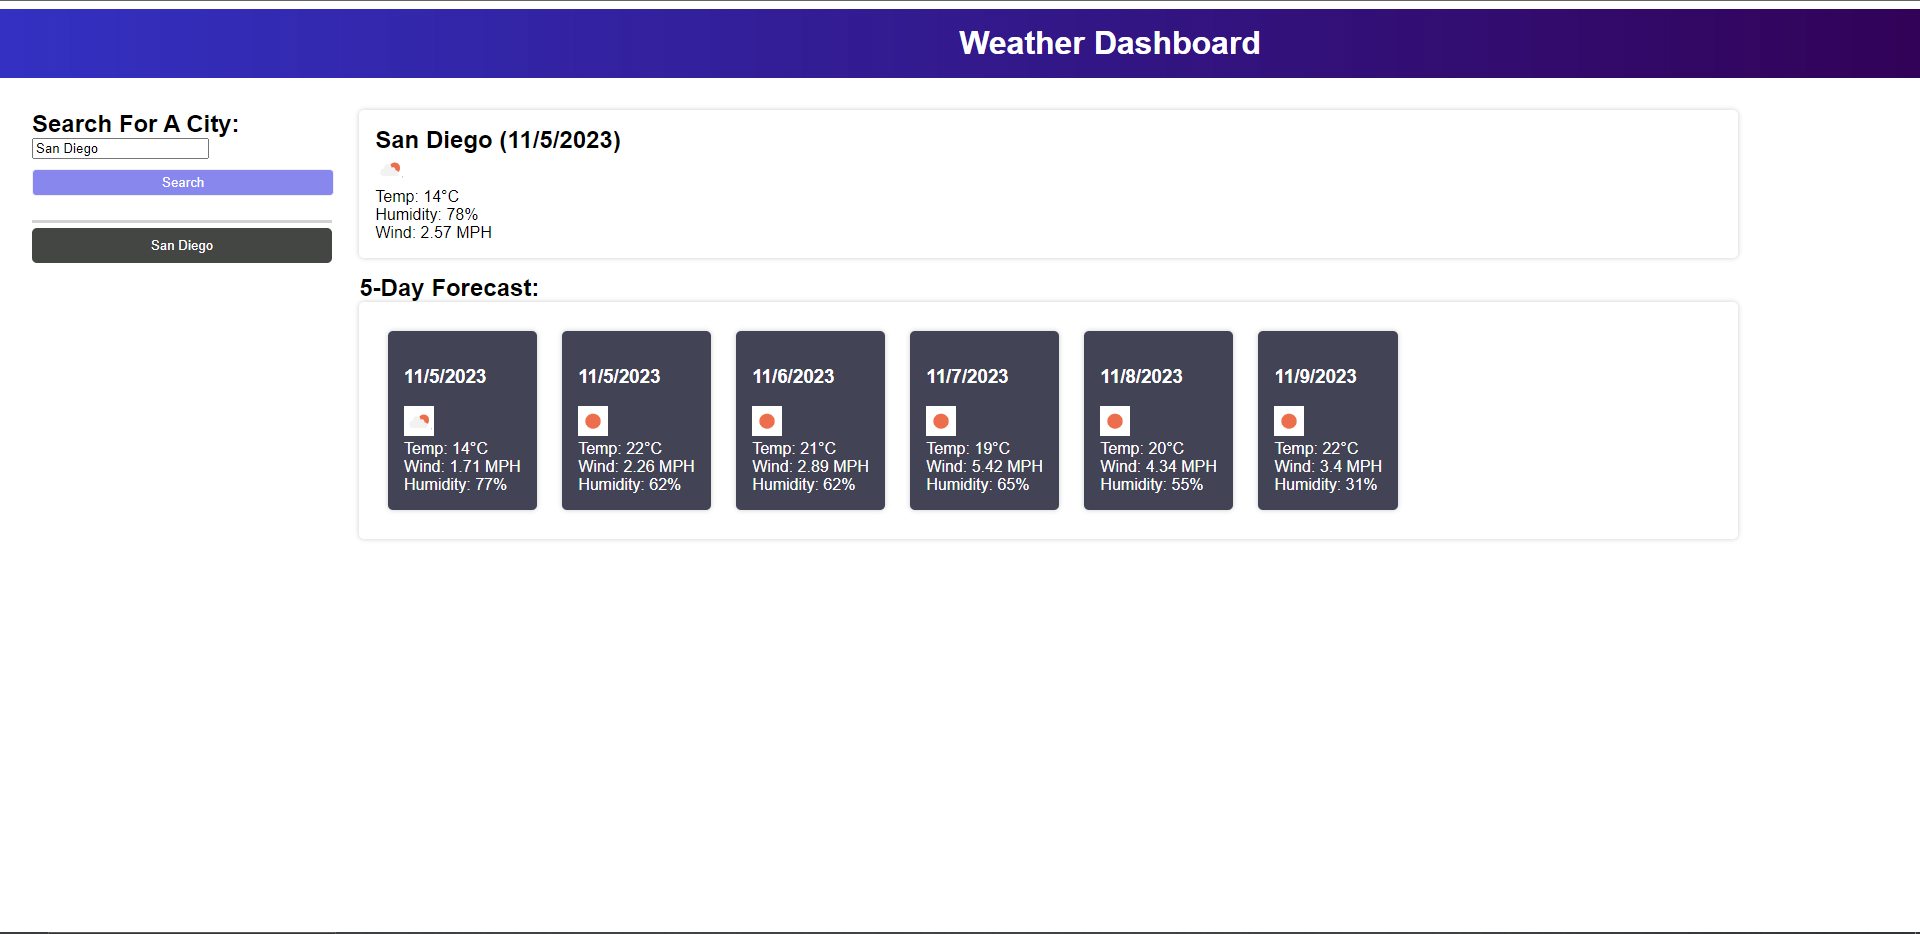 Weather Dashboard
Search For A City:
San Diego
Search
San Diego
San Diego (11/5/2023)
Temp: 14°C
Humidity: 78%
Wind: 2.57 MPH
5-Day Forecast:
11/5/2023
Temp: 14°C
Wind: 1.71 MPH
Humidity: 77%
11/5/2023
Temp: 22°C
Wind: 2.26 MPH
Humidity: 62%
11/6/2023
Temp: 21°C
Wind: 2.89 MPH
Humidity: 62%
11/7/2023
Temp: 19°C
Wind: 5.42 MPH
Humidity: 65%
11/8/2023
Temp: 20°C
Wind: 4.34 MPH
Humidity: 55%
11/9/2023
Temp: 22°C
Wind: 3.4 MPH
Humidity: 31%